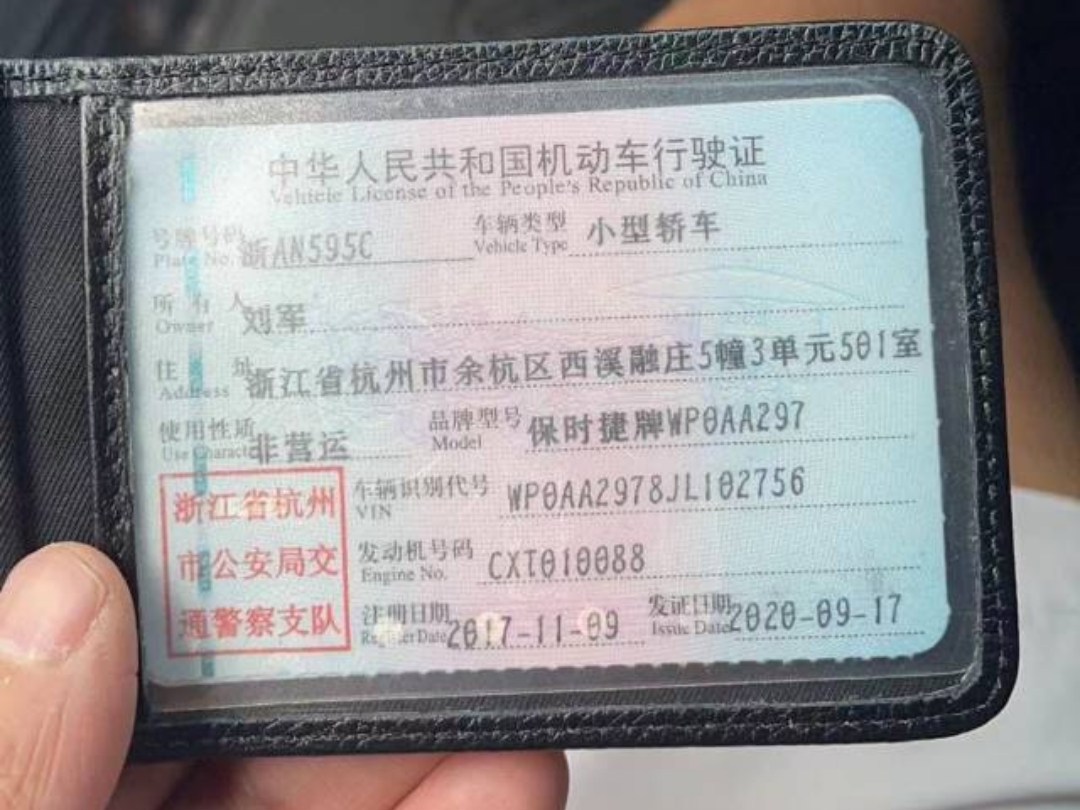 中华人民共和国机动车行驶证
Vehicle License of the People's Republic of China
号牌号码 浙AN595C 车辆类型 小型轿车
Plate No. Vehicle Type
所有人 刘军
Owner
住址 浙江省杭州市余杭区西溪融庄5幢3单元501室
Address
使用性质 非营运 品牌型号 保时捷牌WP0AA297
Use Character Model
车辆识别代号 WP0AA2978JL102756
VIN
发动机号码 CXT010088
Engine No.
注册日期 2017-11-09 发证日期 2020-09-17
Register Date Issue Date
浙江省杭州
市公安局交
通警察支队